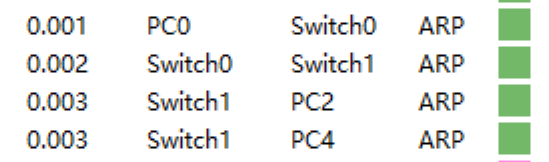 0.001 PC0 Switch0 ARP
0.002 Switch0 Switch1 ARP
0.003 Switch1 PC2 ARP
0.003 Switch1 PC4 ARP